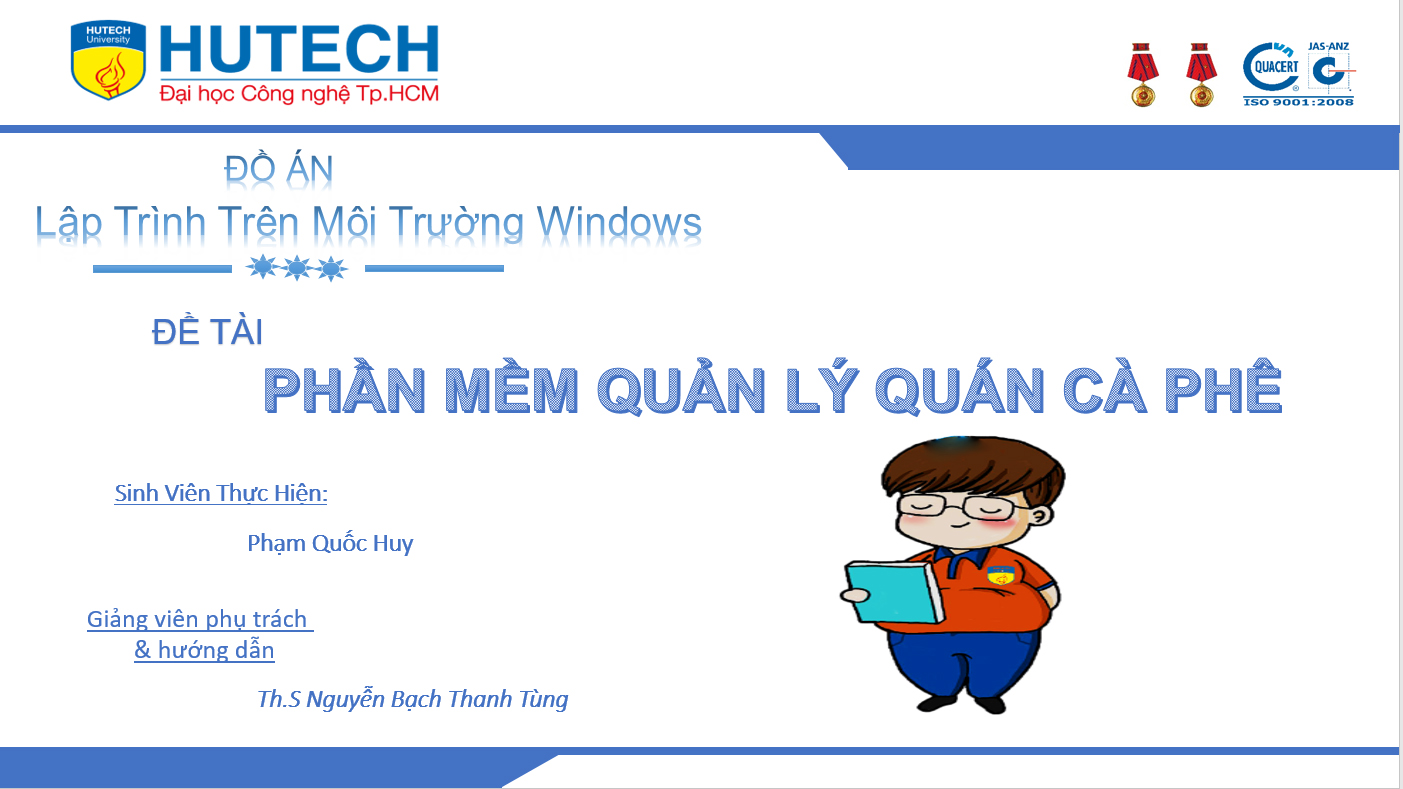 HUTECH
University
HUTECH
Đại học Công nghệ Tp.HCM
QUACERT
®
JAS-ANZ
ISO 9001:2008
ĐỒ ÁN
Lập Trình Trên Môi Trường Windows
ĐỀ TÀI
PHẦN MỀM QUẢN LÝ QUÁN CÀ PHÊ
Sinh Viên Thực Hiện:
Phạm Quốc Huy
Giảng viên phụ trách
& hướng dẫn
Th.S Nguyễn Bạch Thanh Tùng